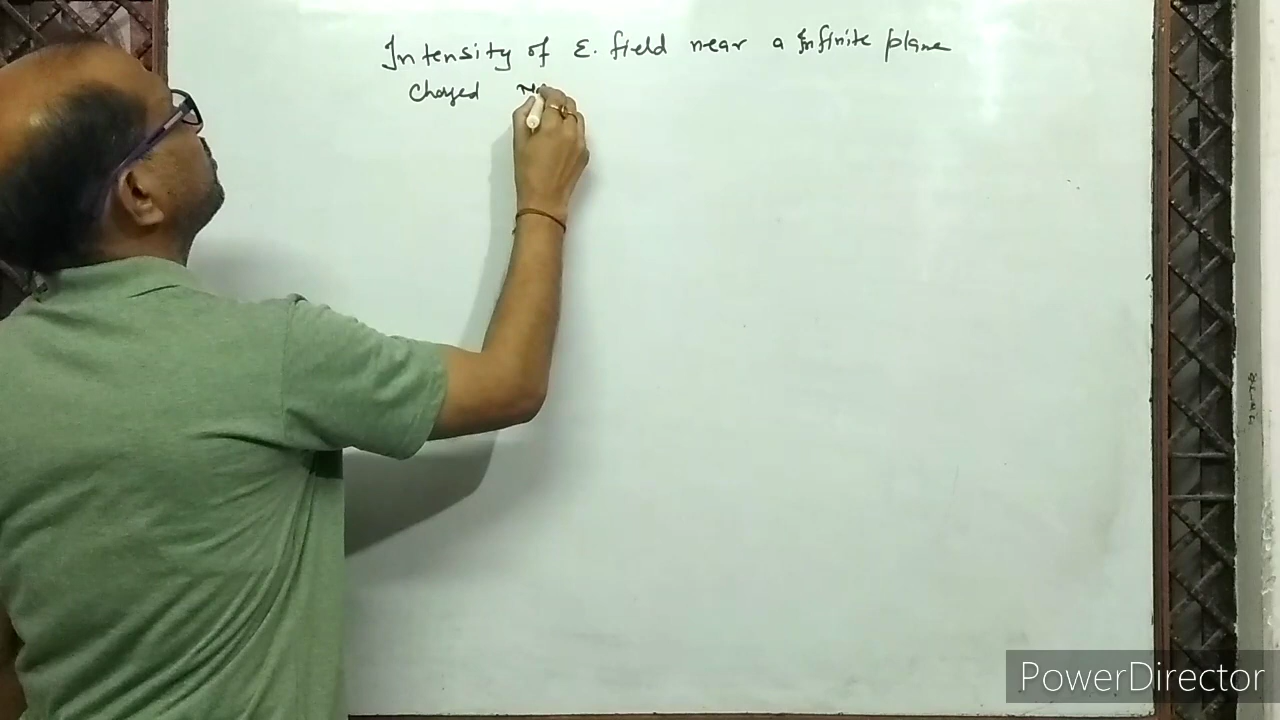 Intensity of E. field near a Infinite plane
Charged
PowerDirector